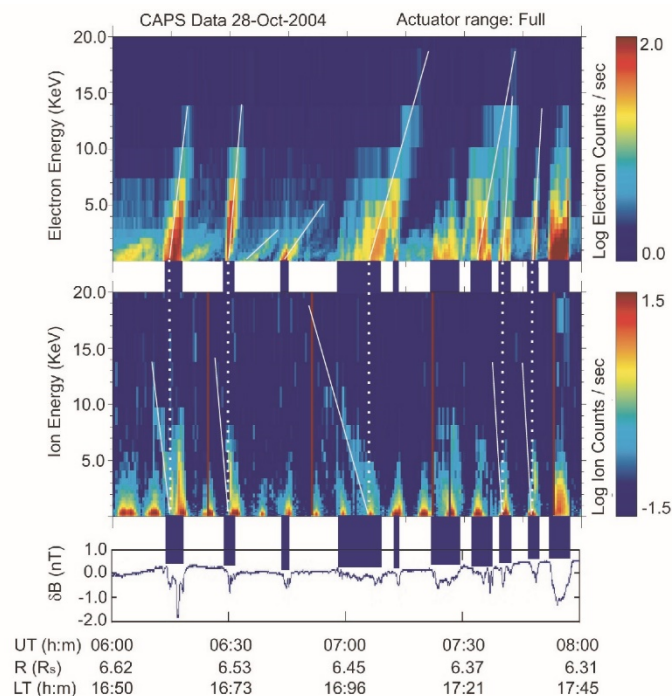 CAPS Data 28-Oct-2004 Actuator range: Full
20.0
15.0
10.0
5.0
Electron Energy (KeV)
2.0
0.0
Log Electron Counts / sec
20.0
15.0
10.0
5.0
Ion Energy (KeV)
1.5
-1.5
Log Ion Counts / sec
1.0
0.0
-1.0
-2.0
δB (nT)
UT (h:m) 06:00 06:30 07:00 07:30 08:00
R (Rs) 6.62 6.53 6.45 6.37 6.31
LT (h:m) 16:50 16:73 16:96 17:21 17:45